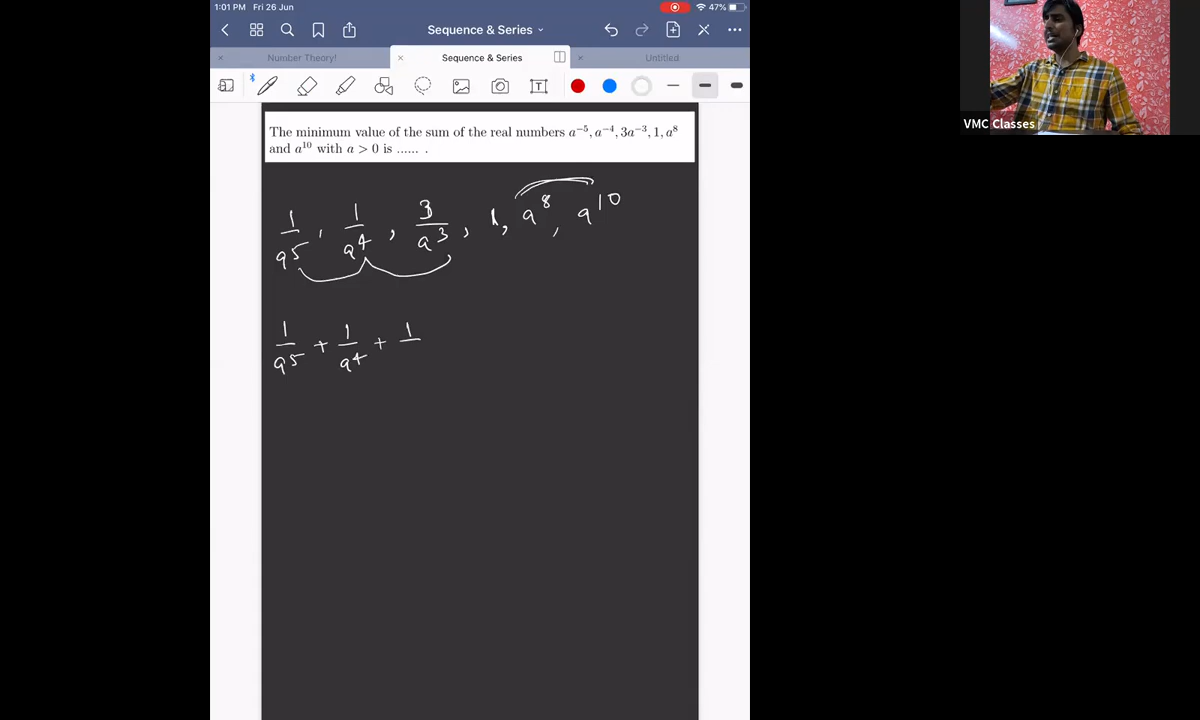 1:01 PM Fri 26 Jun
47%
Sequence & Series
Number Theory!
Sequence & Series
Untitled
T
The minimum value of the sum of the real numbers a⁻⁵, a⁻⁴, 3a⁻³, 1, a⁸
and a¹⁰ with a > 0 is ...... .
1/a⁵ , 1/a⁴ , 3/a³ , 1, a⁸ , a¹⁰
1/a⁵ + 1/a⁴ + 1
VMC Classes